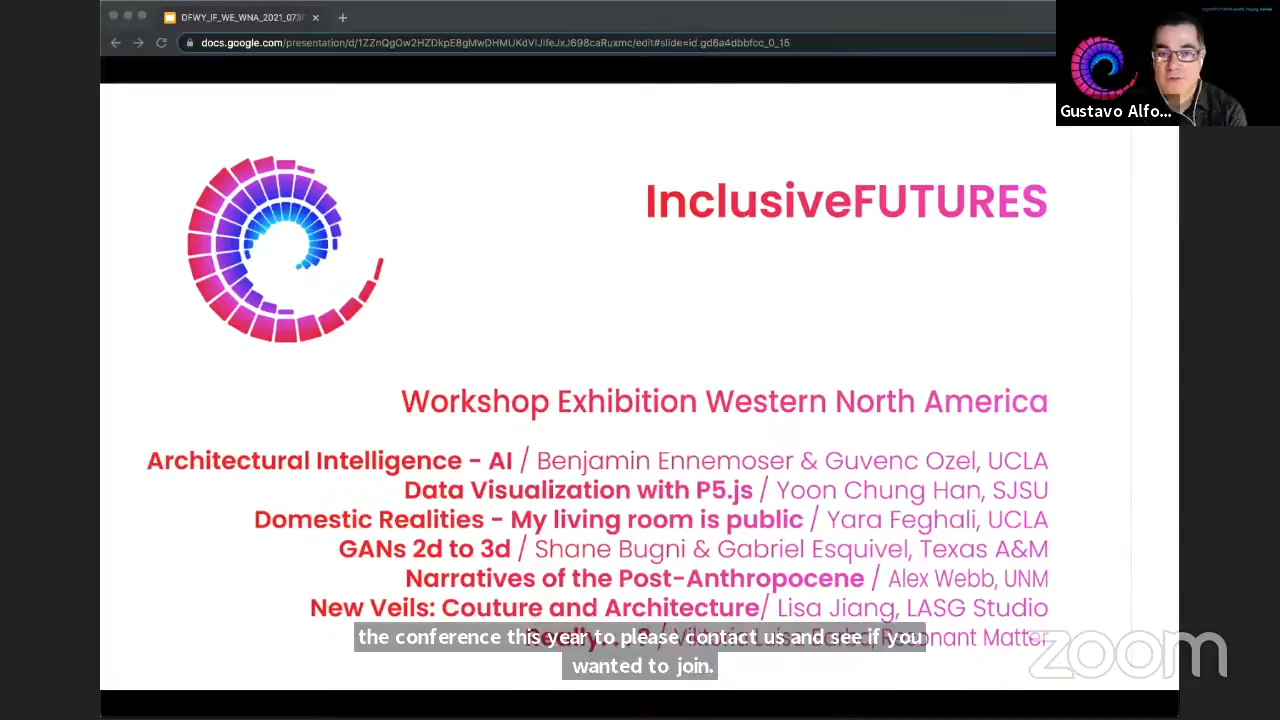 DFWY_IF_WE_WNA_2021_073
docs.google.com/presentation/d/1ZZnQgOw2HZDkpE8gMwDHMUKdVIJIfeJxJ698caRuxmc/edit#slide=id.gd6a4dbbfcc_0_15
Gustavo Alfo...
InclusiveFUTURES
Workshop Exhibition Western North America
Architectural Intelligence - AI / Benjamin Ennemoser & Guvenc Ozel, UCLA
Data Visualization with P5.js / Yoon Chung Han, SJSU
Domestic Realities - My living room is public / Yara Feghali, UCLA
GANs 2d to 3d / Shane Bugni & Gabriel Esquivel, Texas A&M
Narratives of the Post-Anthropocene / Alex Webb, UNM
New Veils: Couture and Architecture/ Lisa Jiang, LASG Studio
Matter
the conference this year to please contact us and see if you
wanted to join.
zoom